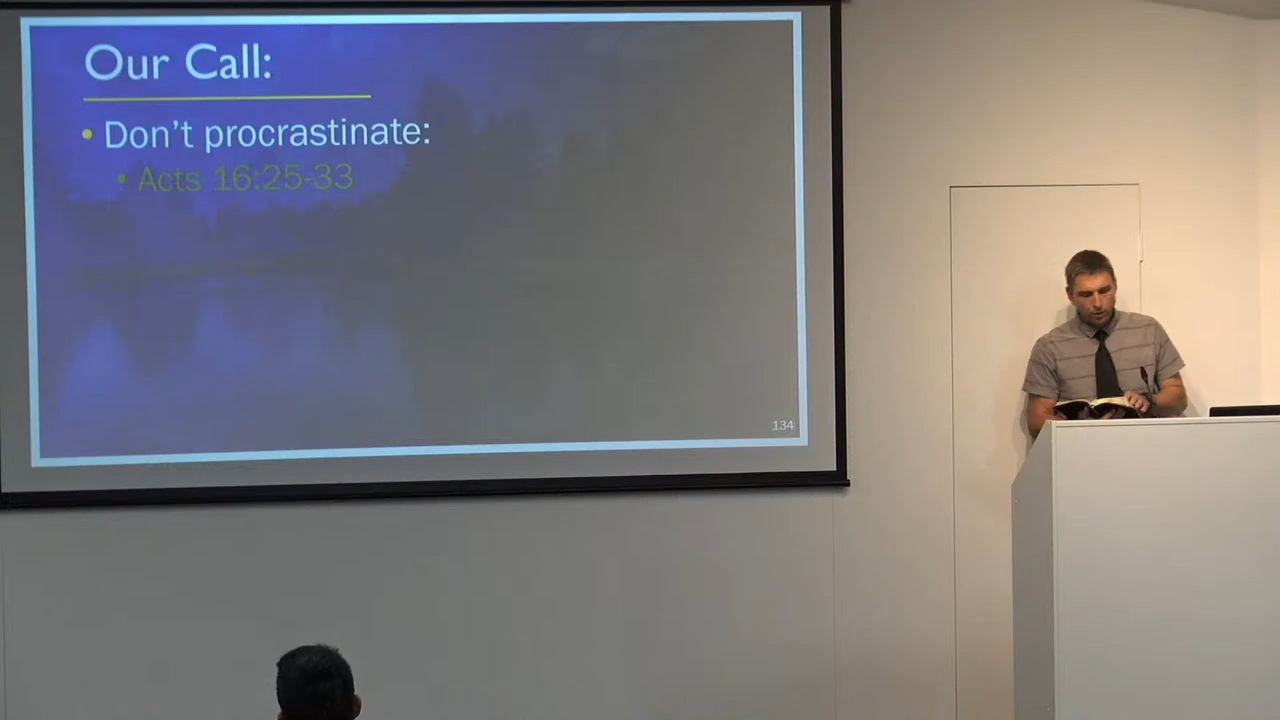 Our Call:
• Don't procrastinate:
• Acts 16:25-33
134